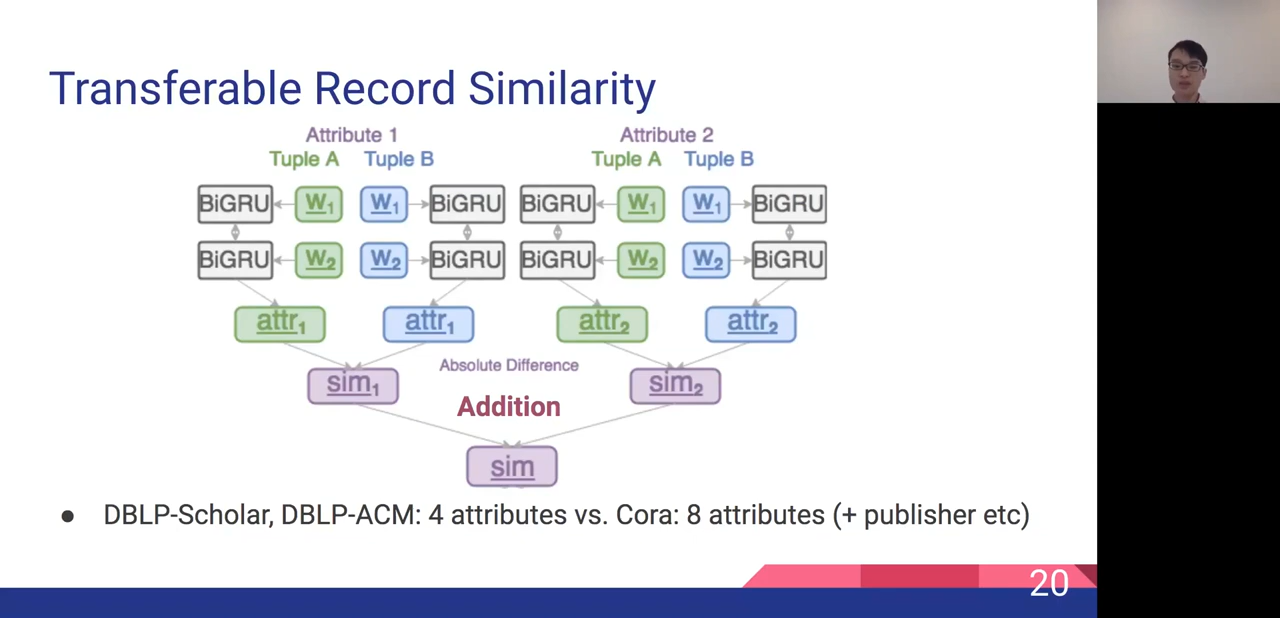 Transferable Record Similarity
Attribute 1 Attribute 2
Tuple A Tuple B Tuple A Tuple B
BiGRU W1 W1 BiGRU BiGRU W1 W1 BiGRU
BiGRU W2 W2 BiGRU BiGRU W2 W2 BiGRU
attr1 attr1 attr2 attr2
Absolute Difference
sim1 sim2
Addition
sim
● DBLP-Scholar, DBLP-ACM: 4 attributes vs. Cora: 8 attributes (+ publisher etc)
20